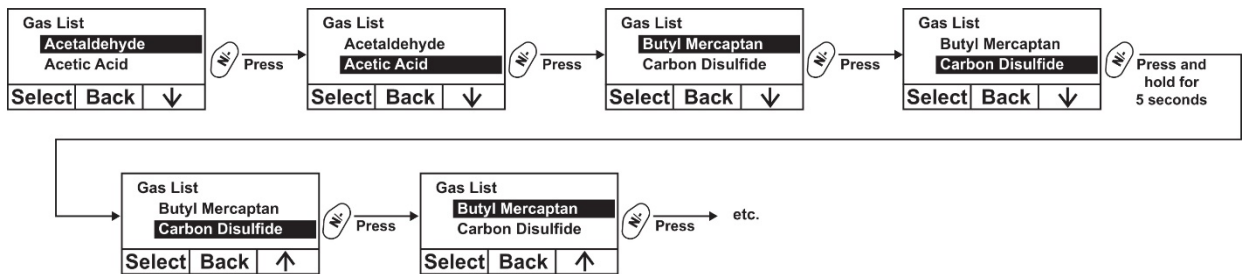 Gas List
Acetaldehyde
Acetic Acid
Select Back ↓
N/-
Press
Gas List
Acetaldehyde
Acetic Acid
Select Back ↓
N/-
Press
Gas List
Butyl Mercaptan
Carbon Disulfide
Select Back ↓
N/-
Press
Gas List
Butyl Mercaptan
Carbon Disulfide
Select Back ↓
N/-
Press and
hold for
5 seconds
Gas List
Butyl Mercaptan
Carbon Disulfide
Select Back ↑
N/-
Press
Gas List
Butyl Mercaptan
Carbon Disulfide
Select Back ↑
N/-
Press
etc.